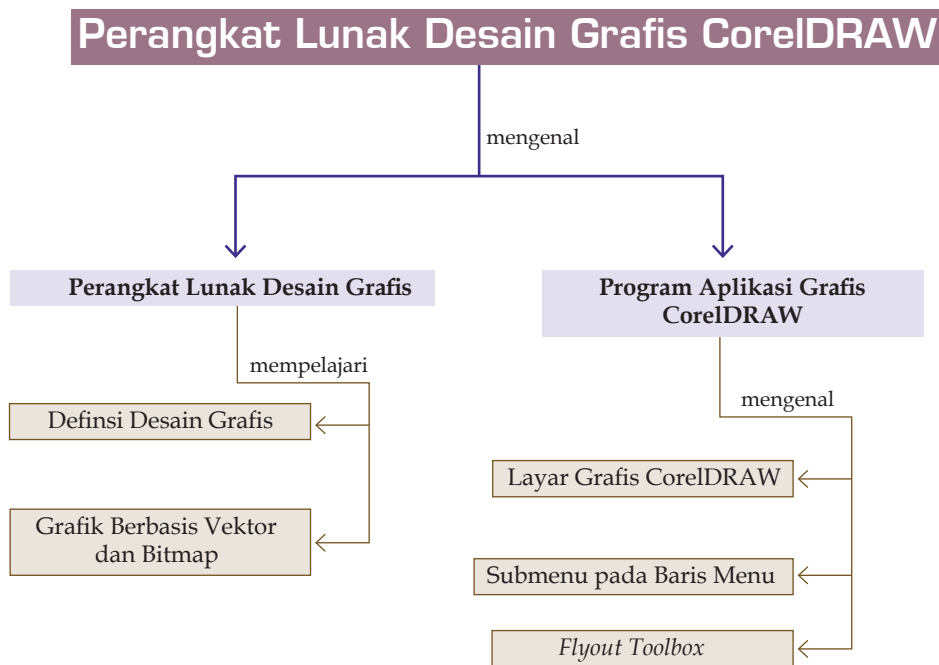 Perangkat Lunak Desain Grafis CorelDRAW
mengenal
Perangkat Lunak Desain Grafis
mempelajari
Definsi Desain Grafis
Grafik Berbasis Vektor
dan Bitmap
Program Aplikasi Grafis
CorelDRAW
mengenal
Layar Grafis CorelDRAW
Submenu pada Baris Menu
Flyout Toolbox